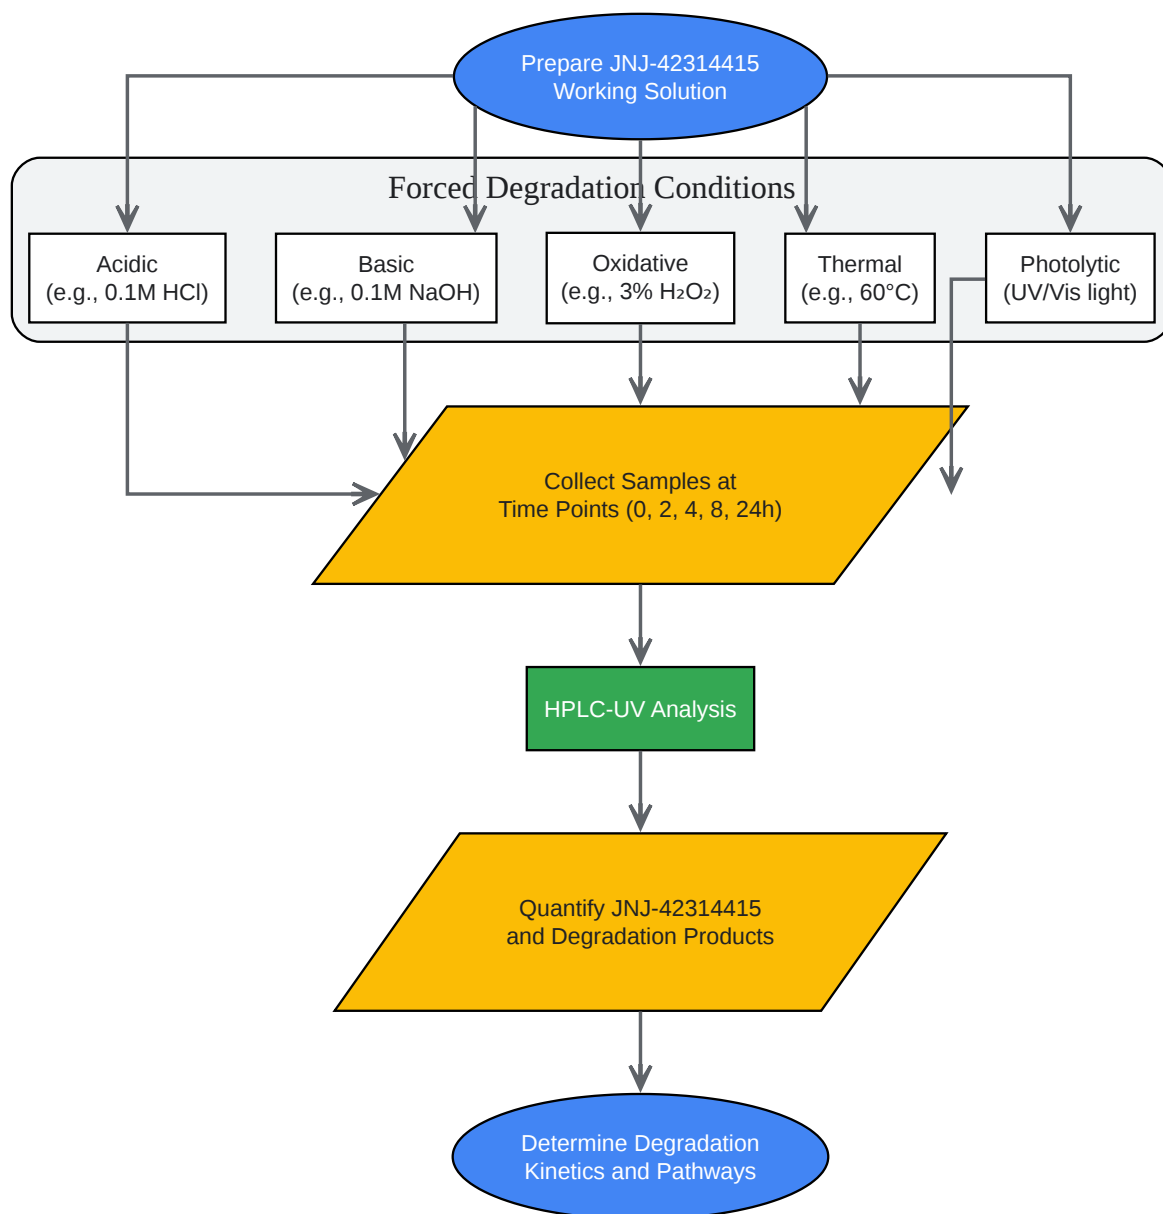 Prepare JNJ-42314415
Working Solution
Forced Degradation Conditions
Acidic
(e.g., 0.1M HCl)
Basic
(e.g., 0.1M NaOH)
Oxidative
(e.g., 3% H₂O₂)
Thermal
(e.g., 60°C)
Photolytic
(UV/Vis light)
Collect Samples at
Time Points (0, 2, 4, 8, 24h)
HPLC-UV Analysis
Quantify JNJ-42314415
and Degradation Products
Determine Degradation
Kinetics and Pathways